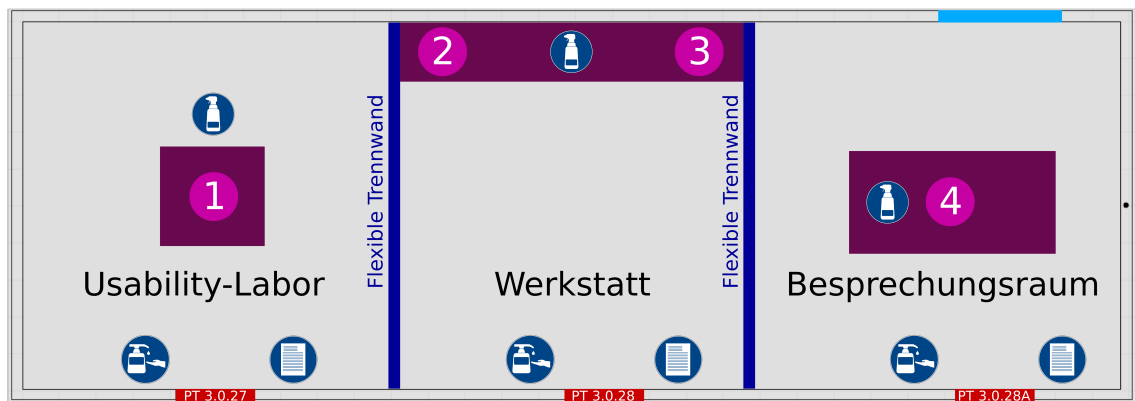 2
3
Flexible Trennwand
Flexible Trennwand
1
4
Usability-Labor
Werkstatt
Besprechungsraum
PT 3.0.27
PT 3.0.28
PT 3.0.28A